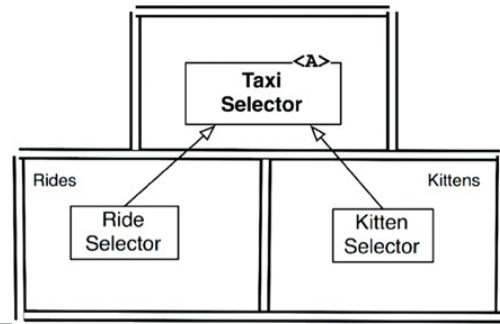 <A>
Taxi
Selector
Rides
Kittens
Ride
Selector
Kitten
Selector